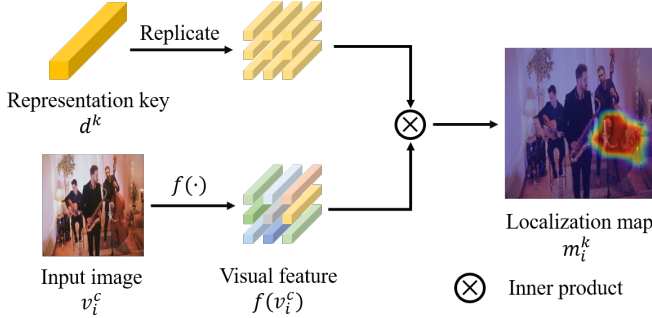 Replicate
Representation key
d^k
f(·)
Input image
v_i^c
Visual feature
f(v_i^c)
Localization map
m_i^k
Inner product